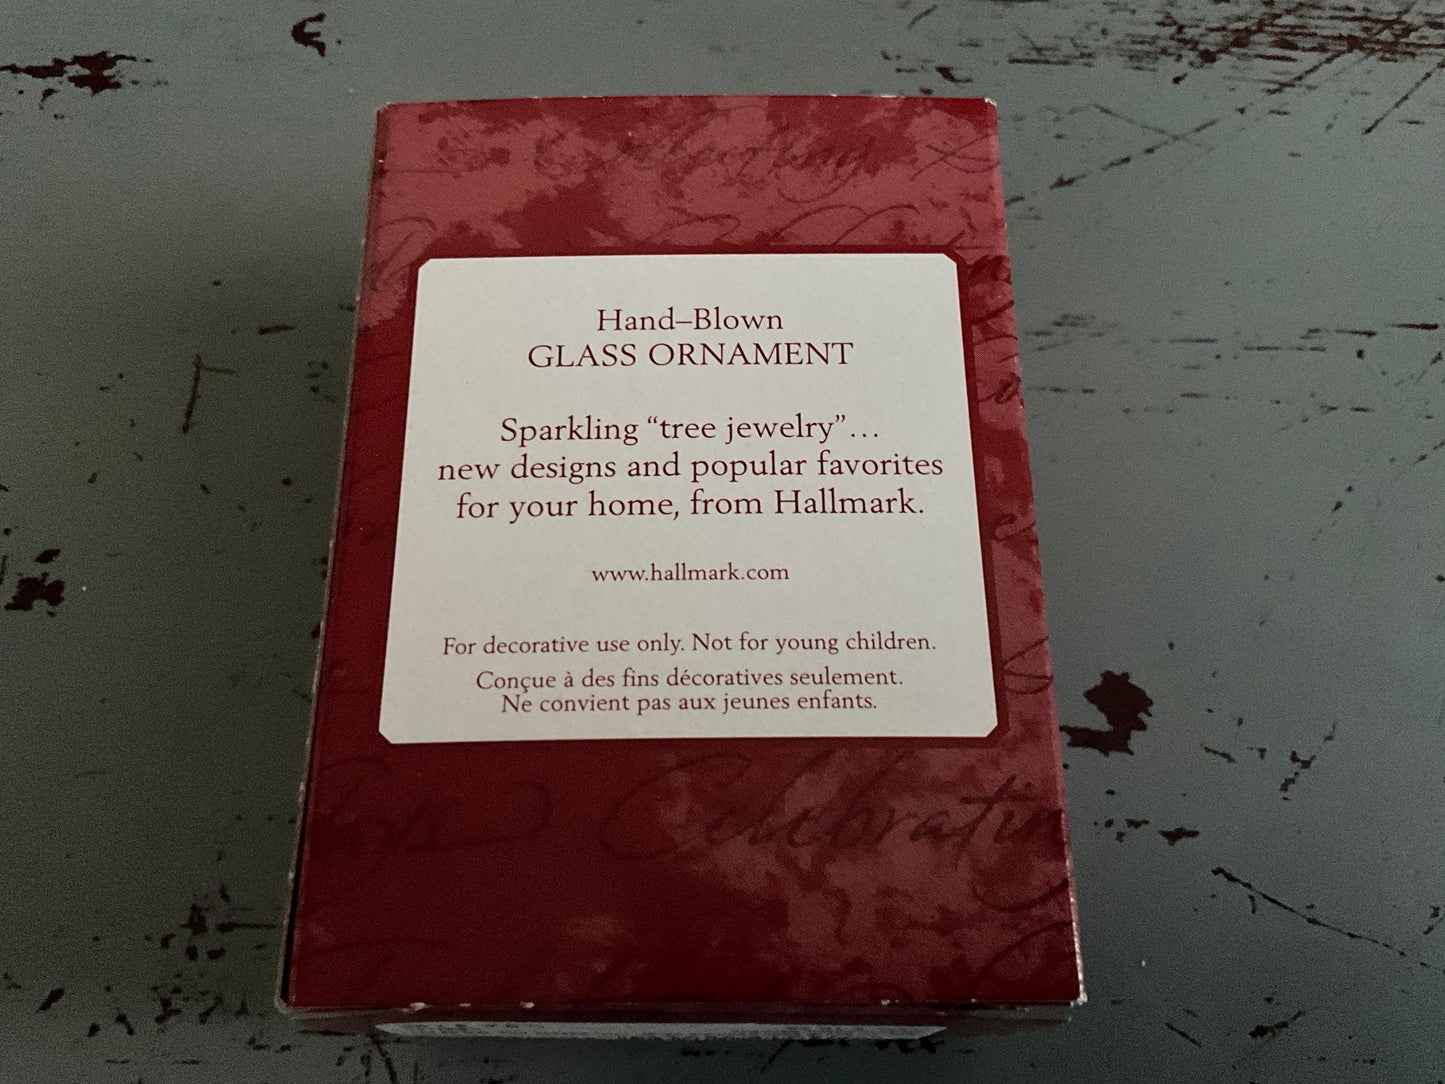 Collecting
Hand–Blown
GLASS ORNAMENT
Sparkling “tree jewelry”…
new designs and popular favorites
for your home, from Hallmark.
www.hallmark.com
For decorative use only. Not for young children.
Conçue à des fins décoratives seulement.
Ne convient pas aux jeunes enfants.
Celebratin